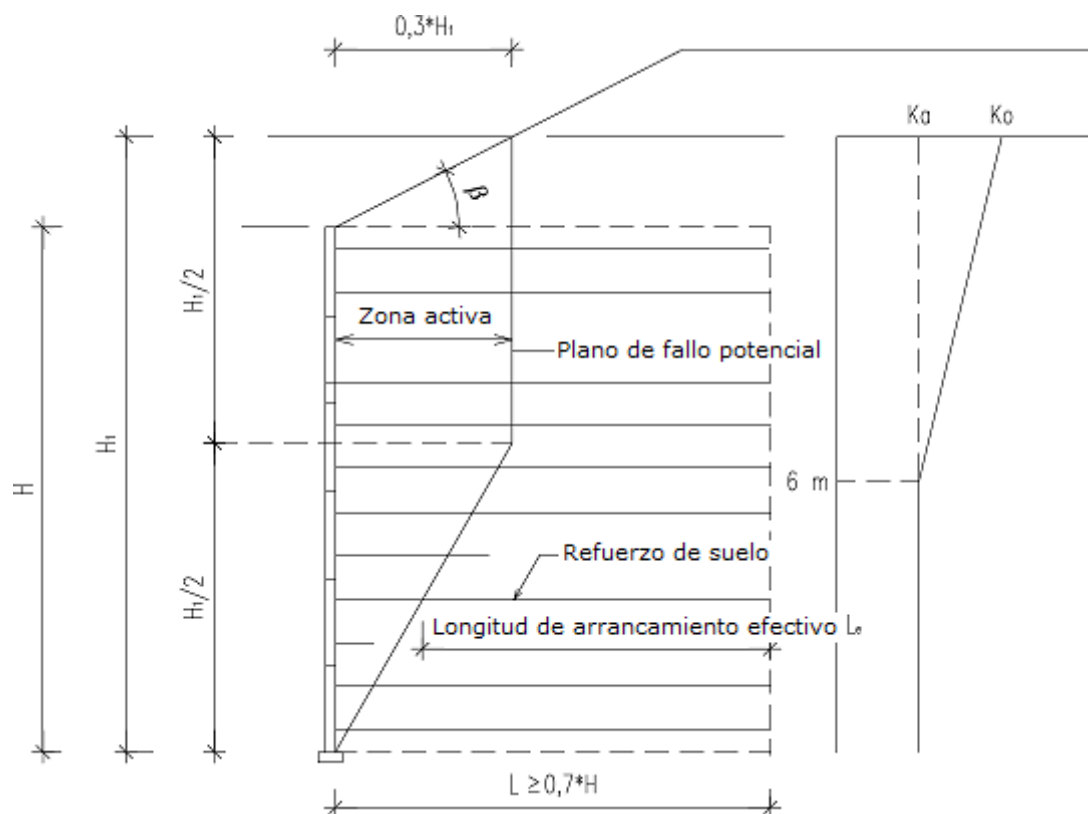 0,3*H₁
Ka
Ko
β
H₁/2
Zona activa
Plano de fallo potencial
H₁
H
6 m
Refuerzo de suelo
H₁/2
Longitud de arrancamiento efectivo Lₑ
L ≥0,7*H